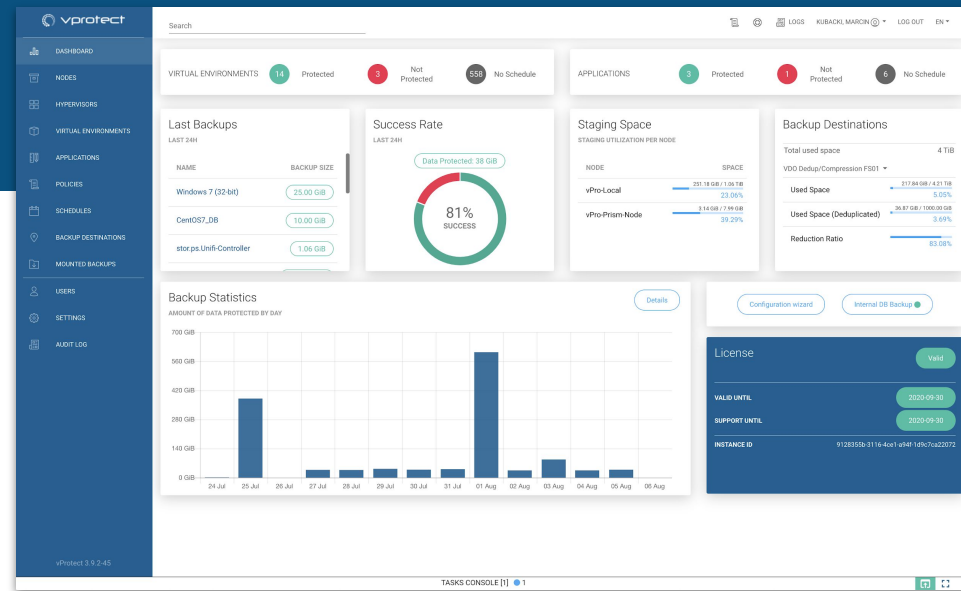 vprotect
Search
LOGS KUBACKI, MARCIN LOG OUT EN
DASHBOARD
NODES
HYPERVISORS
VIRTUAL ENVIRONMENTS
APPLICATIONS
POLICIES
SCHEDULES
BACKUP DESTINATIONS
MOUNTED BACKUPS
USERS
SETTINGS
AUDIT LOG
vProtect 3.9.2-45
VIRTUAL ENVIRONMENTS 14 Protected 3 Not Protected 558 No Schedule
APPLICATIONS 3 Protected 1 Not Protected 6 No Schedule
Last Backups
LAST 24H
NAME BACKUP SIZE
Windows 7 (32-bit) 25.00 GiB
CentOS7_DB 10.00 GiB
stor.ps.Unifi-Controller 1.06 GiB
Success Rate
LAST 24H
Data Protected: 38 GiB
81%
SUCCESS
Staging Space
STAGING UTILIZATION PER NODE
NODE SPACE
vPro-Local 251.18 GiB / 1.06 TiB
23.06%
vPro-Prism-Node 3.14 GiB / 7.99 GiB
39.29%
Backup Destinations
Total used space 4 TiB
VDO Dedup/Compression FS01
Used Space 217.84 GiB / 4.21 TiB
5.05%
Used Space (Deduplicated) 36.87 GiB / 1000.00 GiB
3.69%
Reduction Ratio
83.08%
Backup Statistics
AMOUNT OF DATA PROTECTED BY DAY
Details
700 GiB
560 GiB
420 GiB
280 GiB
140 GiB
0 GiB
24 Jul 25 Jul 26 Jul 27 Jul 28 Jul 29 Jul 30 Jul 31 Jul 01 Aug 02 Aug 03 Aug 04 Aug 05 Aug 06 Aug
Configuration wizard Internal DB Backup
License Valid
VALID UNTIL 2020-09-30
SUPPORT UNTIL 2020-09-30
INSTANCE ID 9128355b-3116-4ce1-a94f-1d9c7ca22072
TASKS CONSOLE [1] 1